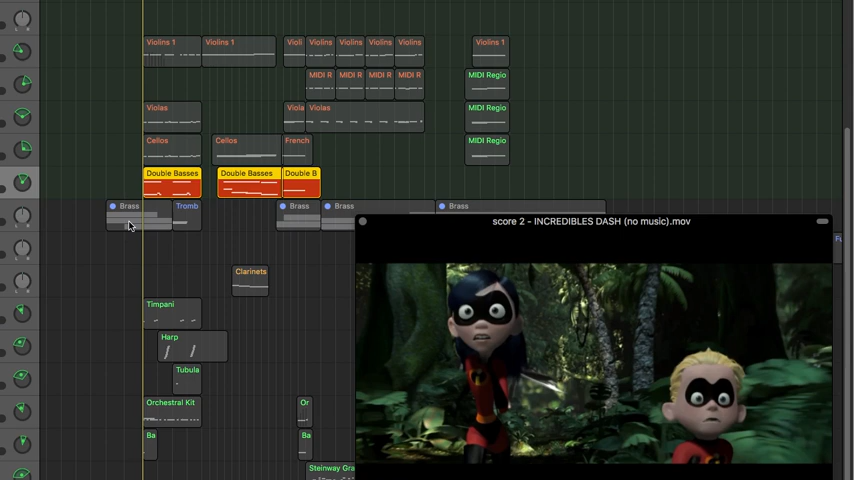 Violins 1
Violins 1
Violi
Violins
Violins
Violins
Violins
Violins 1
MIDI R
MIDI R
MIDI R
MIDI R
MIDI Regio
Violas
Viola
Violas
MIDI Regio
Cellos
Cellos
French
MIDI Regio
Double Basses
Double Basses
Double B
Brass
Tromb
Brass
Brass
Brass
score 2 - INCREDIBLES DASH (no music).mov
Fu
Clarinets
Timpani
Harp
Tubula
Orchestral Kit
Or
Ba
Ba
Steinway Gra